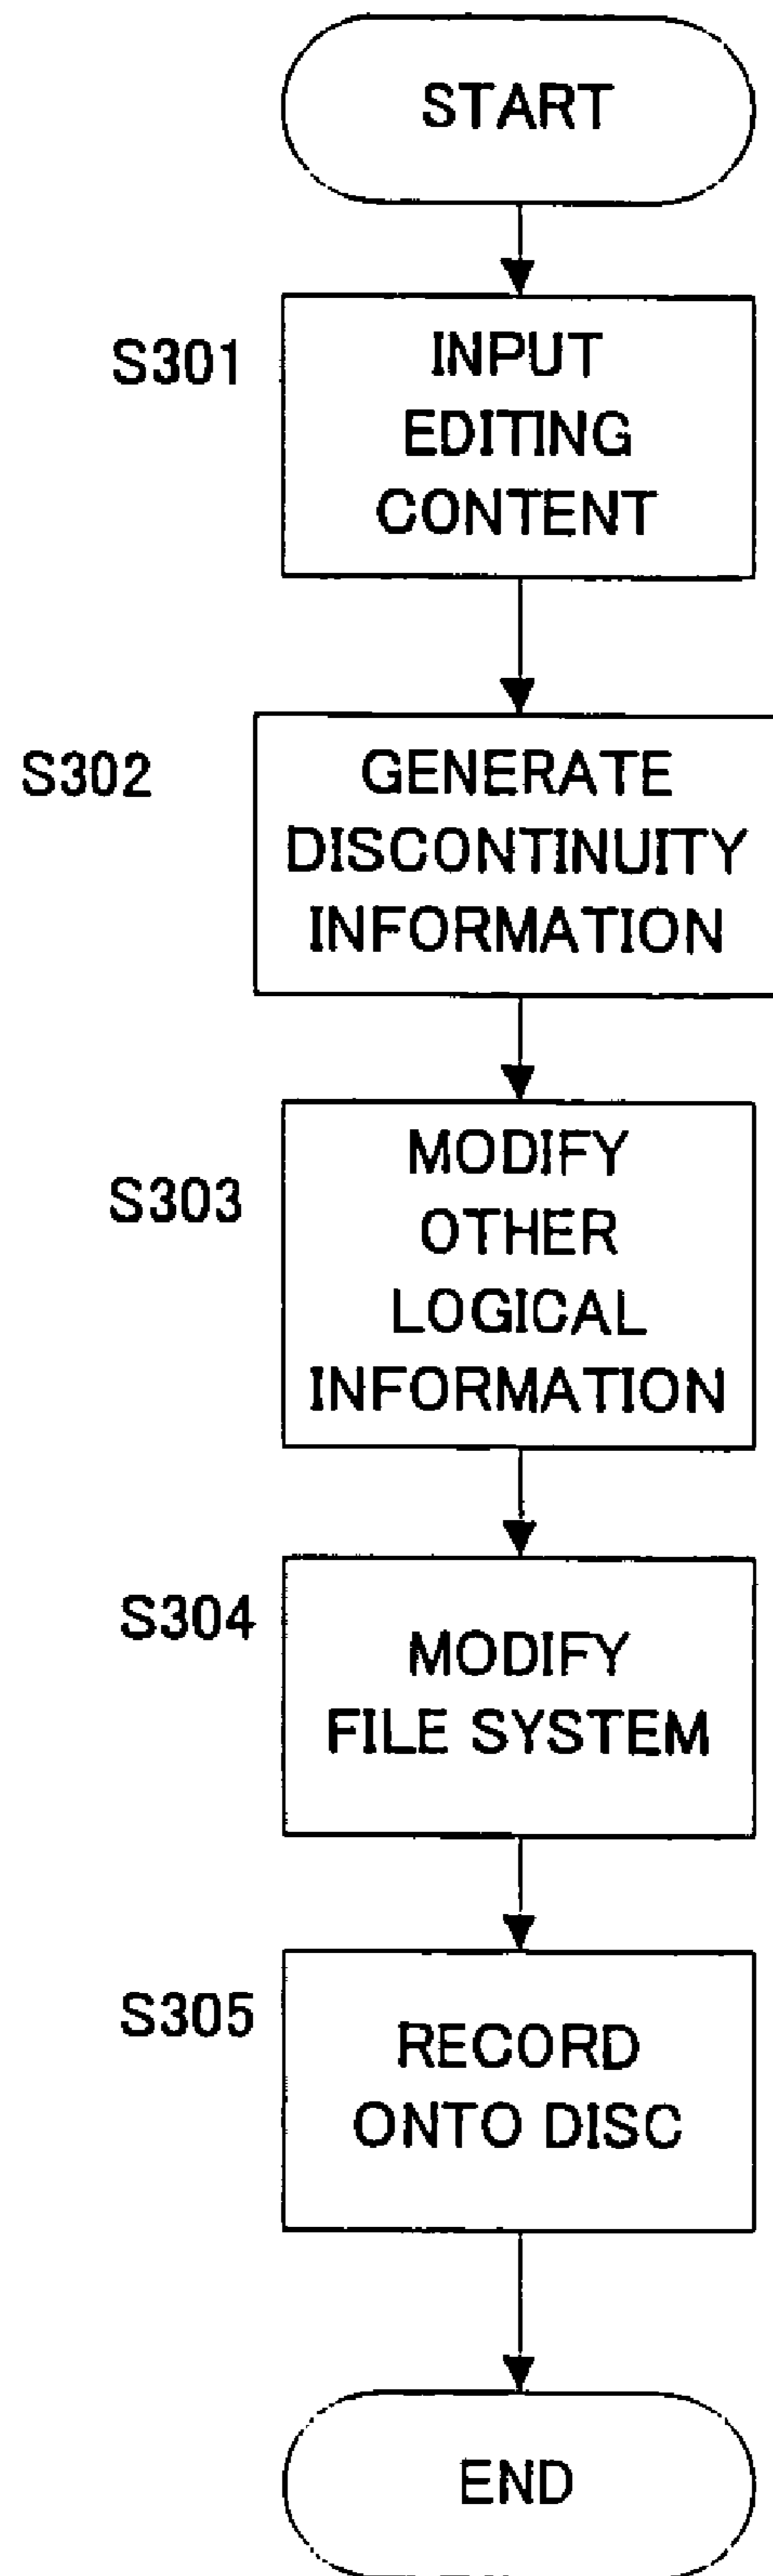 START
S301
INPUT
EDITING
CONTENT
S302
GENERATE
DISCONTINUITY
INFORMATION
S303
MODIFY
OTHER
LOGICAL
INFORMATION
S304
MODIFY
FILE SYSTEM
S305
RECORD
ONTO DISC
END